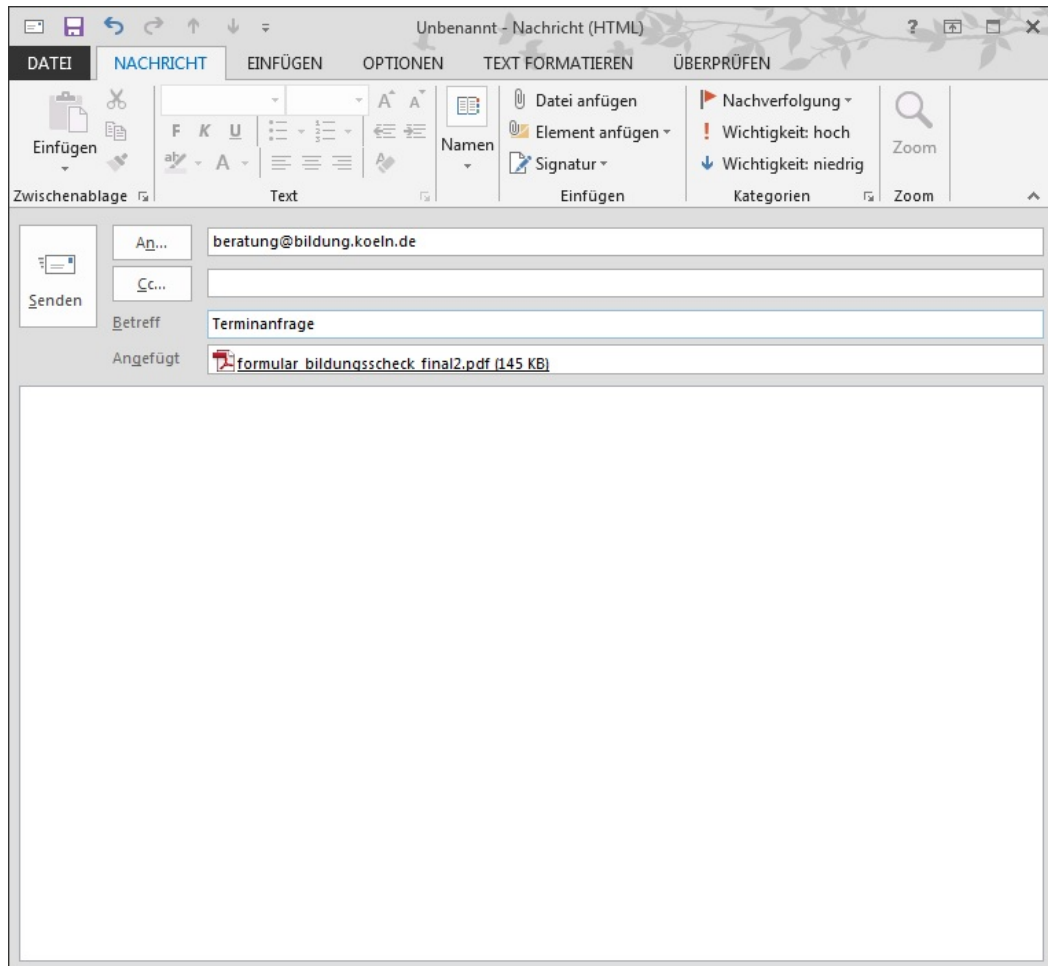 Unbenannt - Nachricht (HTML)
DATEI NACHRICHT EINFÜGEN OPTIONEN TEXT FORMATIEREN ÜBERPRÜFEN
Einfügen
Zwischenablage
F K U
A A
ab A
Text
Namen
Datei anfügen
Element anfügen
Signatur
Einfügen
Nachverfolgung
! Wichtigkeit: hoch
Wichtigkeit: niedrig
Kategorien
Zoom
Zoom
Senden
An... beratung@bildung.koeln.de
Cc...
Betreff Terminanfrage
Angefügt formular_bildungsscheck_final2.pdf (145 KB)